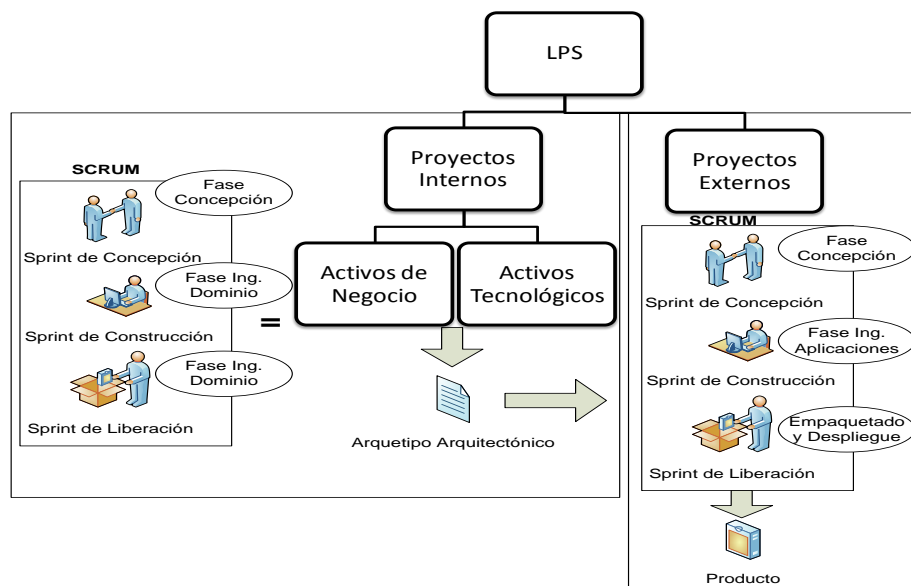 LPS
Proyectos
Internos
Activos de
Negocio
Activos
Tecnológicos
SCRUM
Fase
Concepción
Sprint de Concepción
Fase Ing.
Dominio
Sprint de Construcción
Fase Ing.
Dominio
Sprint de Liberación
=
Arquetipo Arquitectónico
Proyectos
Externos
SCRUM
Fase
Concepción
Sprint de Concepción
Fase Ing.
Aplicaciones
Sprint de Construcción
Empaquetado
y Despliegue
Sprint de Liberación
Producto